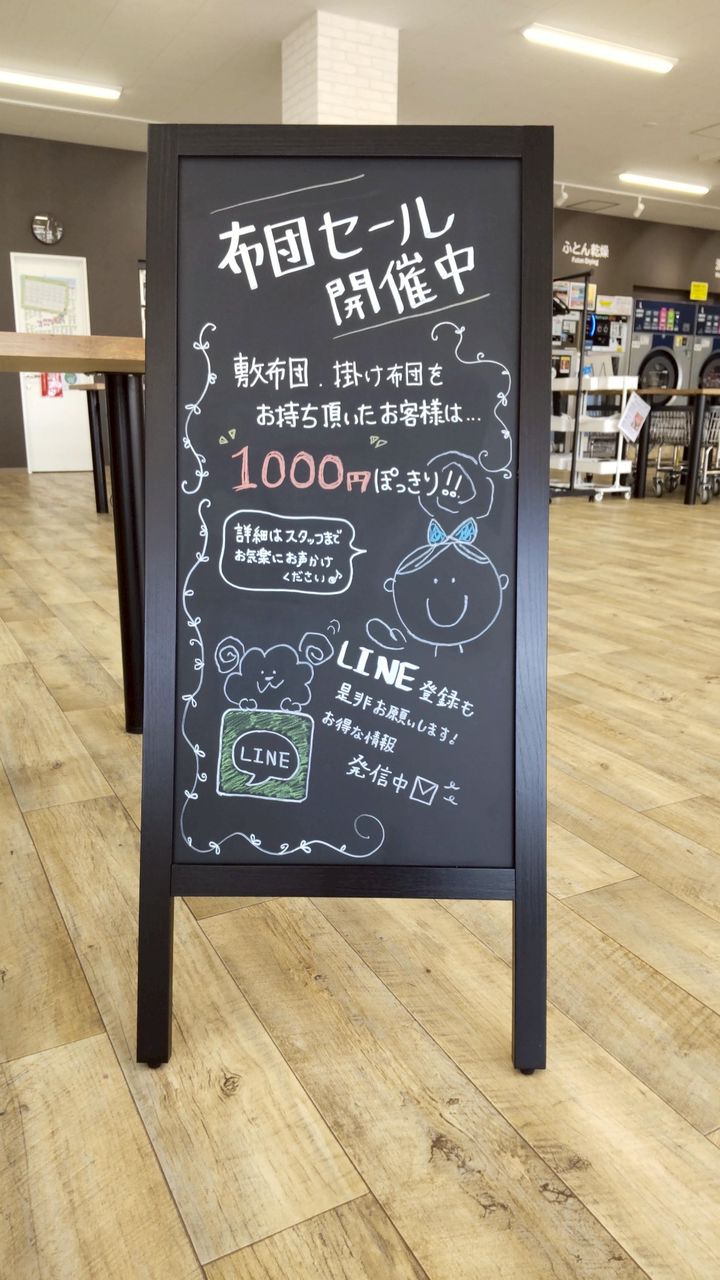 布団セール
開催中
敷布団.掛け布団を
お持ち頂いたお客様は...
1000円ぽっきり!!
詳細はスタッフまで
お気楽にお声かけ
ください♪
LINE登録も
是非お願いします!
お得な情報
発信中
LINE
ふとん乾燥
Futon Drying